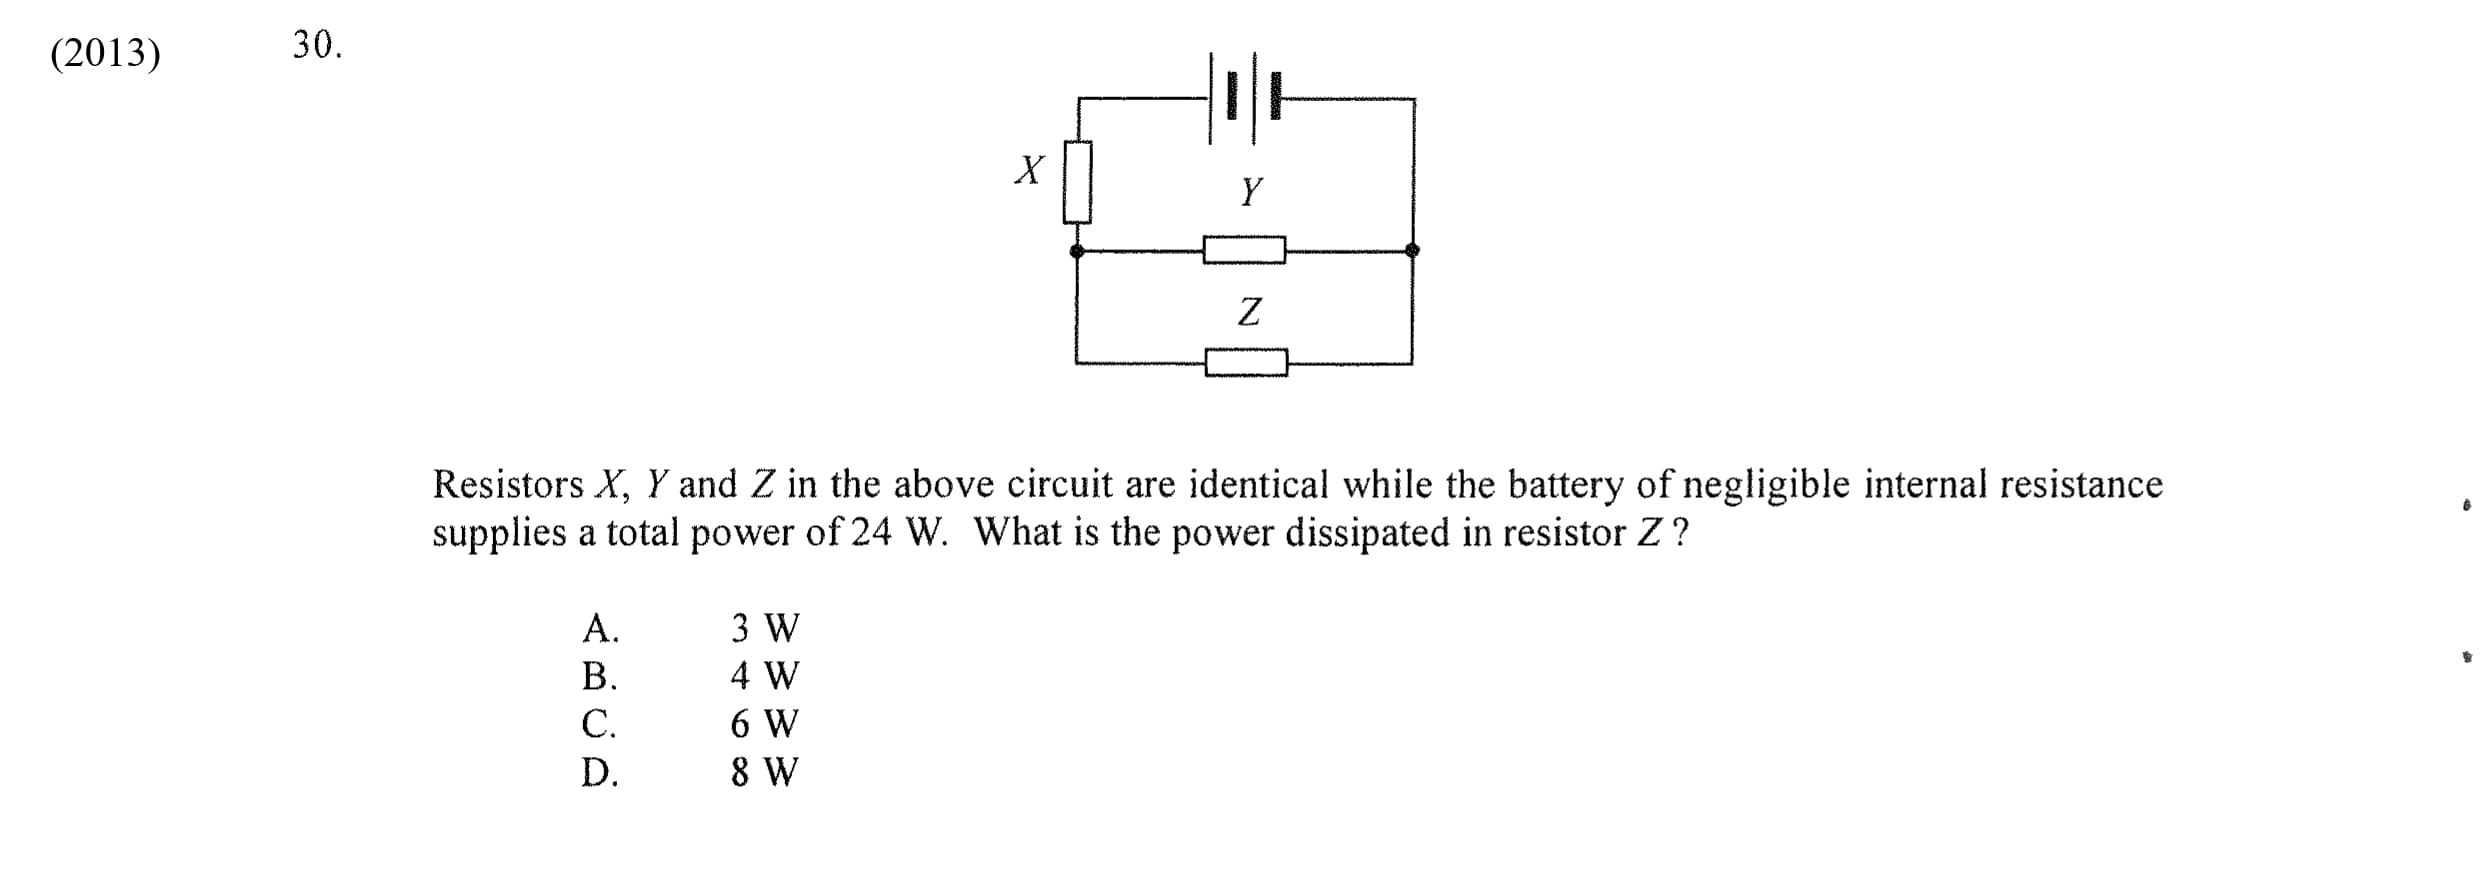 (2013) 30.
X
Y
Z
Resistors X, Y and Z in the above circuit are identical while the battery of negligible internal resistance
supplies a total power of 24 W. What is the power dissipated in resistor Z ?
A. 3 W
B. 4 W
C. 6 W
D. 8 W